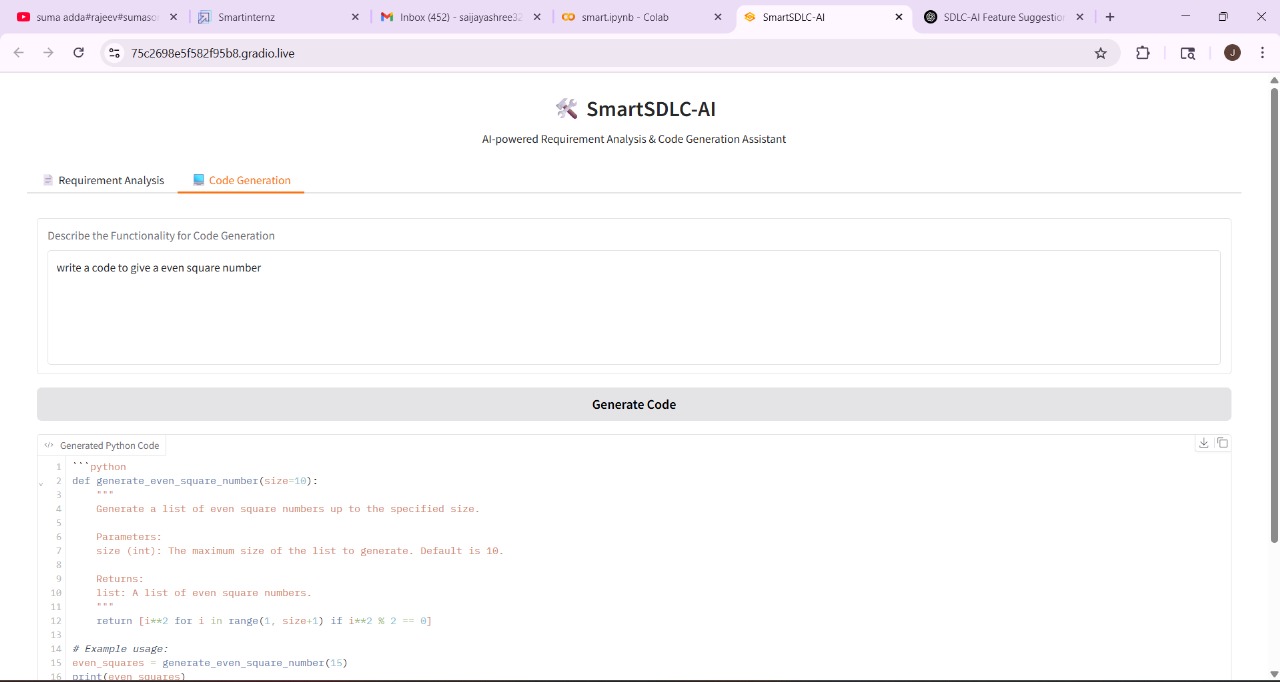 suma adda#rajeev#sumaso
Smartinternz
Inbox (452) - saijayashree32
smart.ipynb - Colab
SmartSDLC-AI
SDLC-AI Feature Suggestio
75c2698e5f582f95b8.gradio.live
J
🛠 SmartSDLC-AI
AI-powered Requirement Analysis & Code Generation Assistant
Requirement Analysis
Code Generation
Describe the Functionality for Code Generation
write a code to give a even square number
Generate Code
Generated Python Code
1 ```python
2 def generate_even_square_number(size=10):
3 """
4 Generate a list of even square numbers up to the specified size.
5
6 Parameters:
7 size (int): The maximum size of the list to generate. Default is 10.
8
9 Returns:
10 list: A list of even square numbers.
11 """
12 return [i**2 for i in range(1, size+1) if i**2 % 2 == 0]
13
14 # Example usage:
15 even_squares = generate_even_square_number(15)
16 print(even_squares)